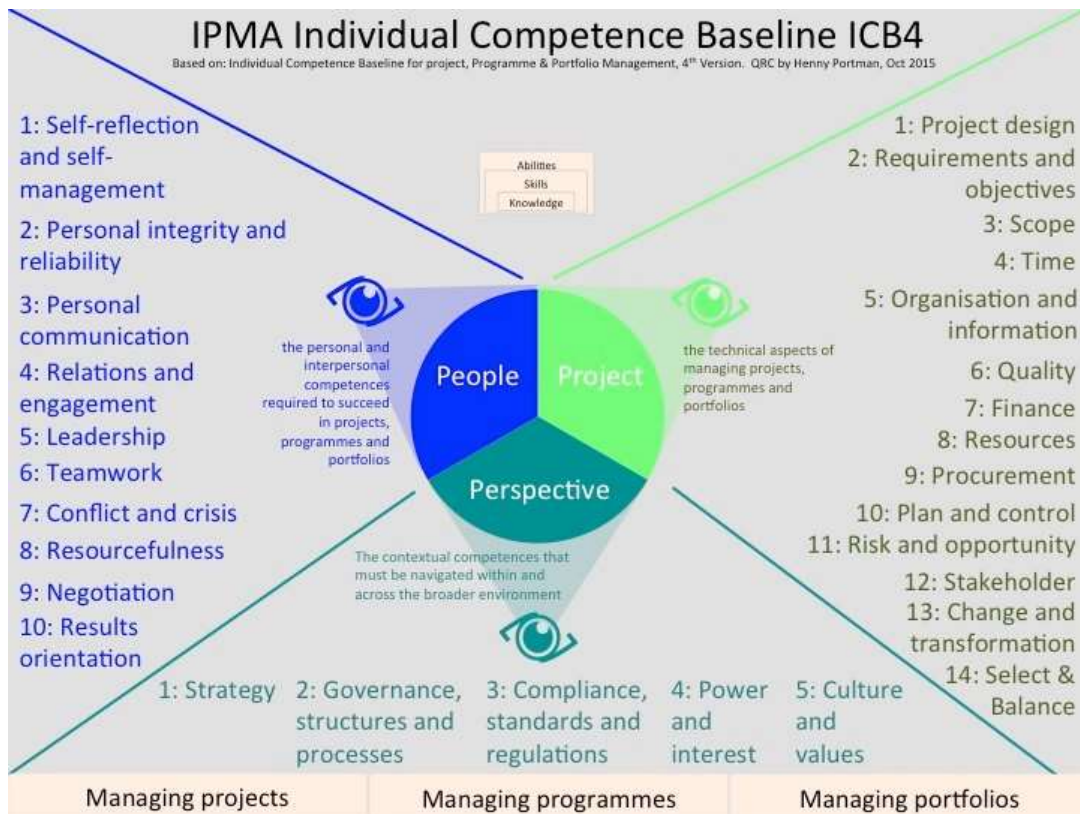 IPMA Individual Competence Baseline ICB4
Based on: Individual Competence Baseline for project, Programme & Portfolio Management, 4th Version. QRC by Henny Portman, Oct 2015
1: Self-reflection
and self-
management
2: Personal integrity and
reliability
3: Personal
communication
4: Relations and
engagement
5: Leadership
6: Teamwork
7: Conflict and crisis
8: Resourcefulness
9: Negotiation
10: Results
orientation
Abilities
Skills
Knowledge
the personal and
interpersonal
competences
required to succeed
in projects,
programmes and
portfolios
People
Project
Perspective
the technical aspects of
managing projects,
programmes and
portfolios
The contextual competences that
must be navigated within and
across the broader environment
1: Project design
2: Requirements and
objectives
3: Scope
4: Time
5: Organisation and
information
6: Quality
7: Finance
8: Resources
9: Procurement
10: Plan and control
11: Risk and opportunity
12: Stakeholder
13: Change and
transformation
14: Select &
Balance
1: Strategy
2: Governance,
structures and
processes
3: Compliance,
standards and
regulations
4: Power
and
interest
5: Culture
and
values
Managing projects
Managing programmes
Managing portfolios